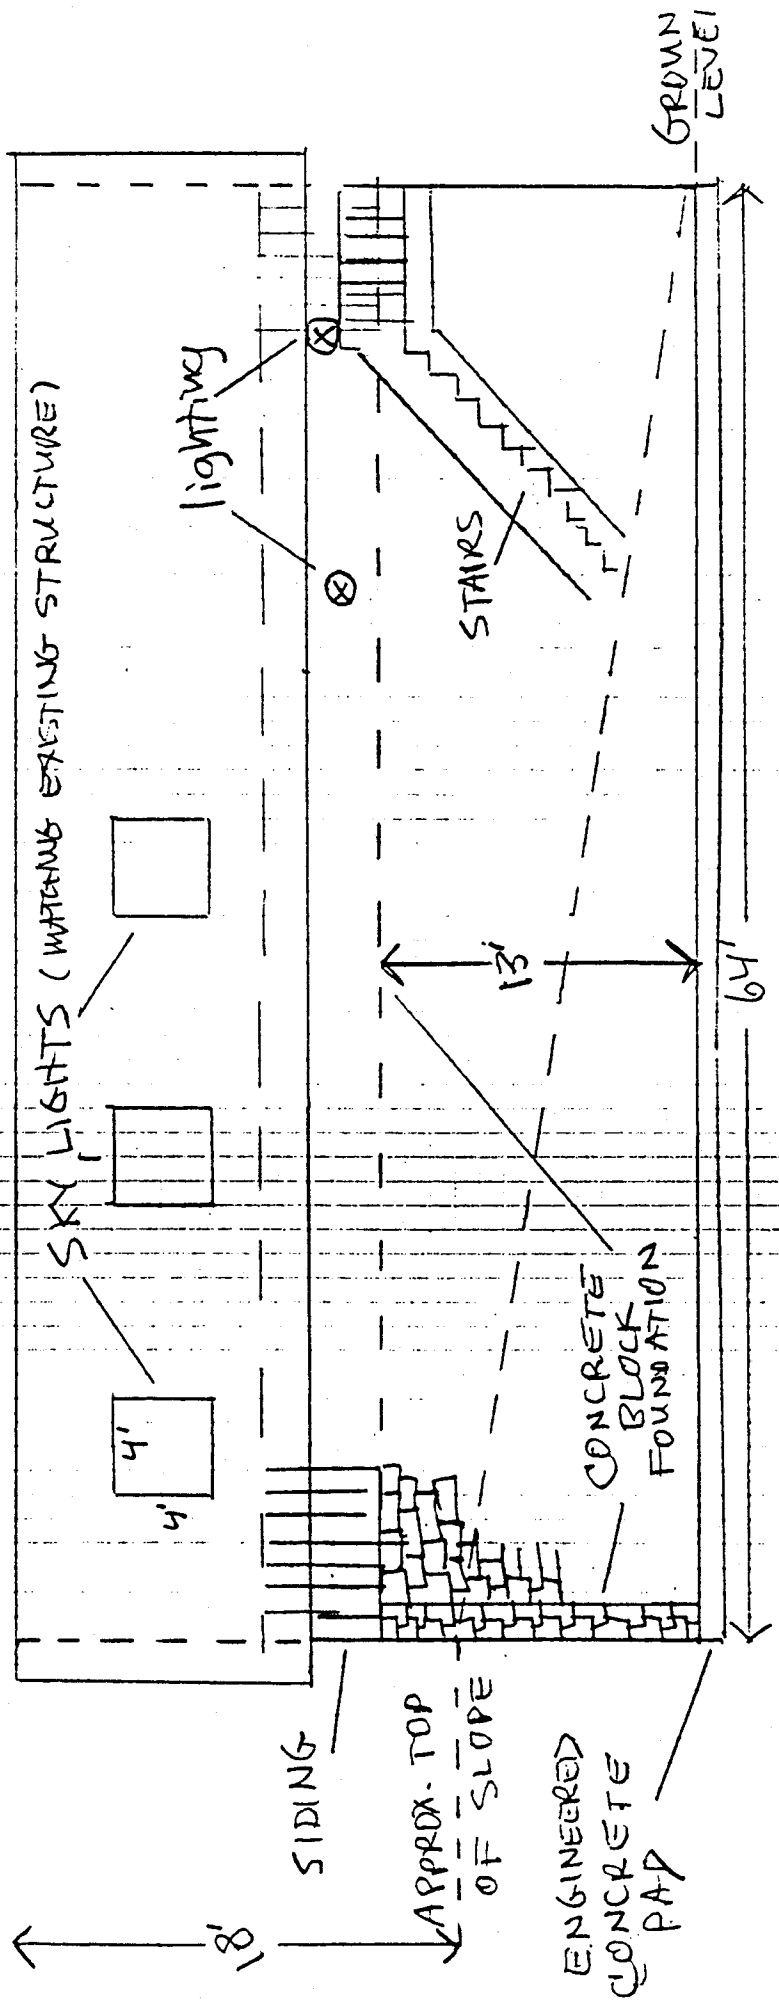 SKY LIGHTS (MATCHING EXISTING STRUCTURE)
lighting
4'
4'
18'
SIDING
APPROX. TOP
OF SLOPE
STAIRS
13'
CONCRETE
BLOCK
FOUNDATION
ENGINEERED
CONCRETE
PAD
64'
GROUN
LEVEL